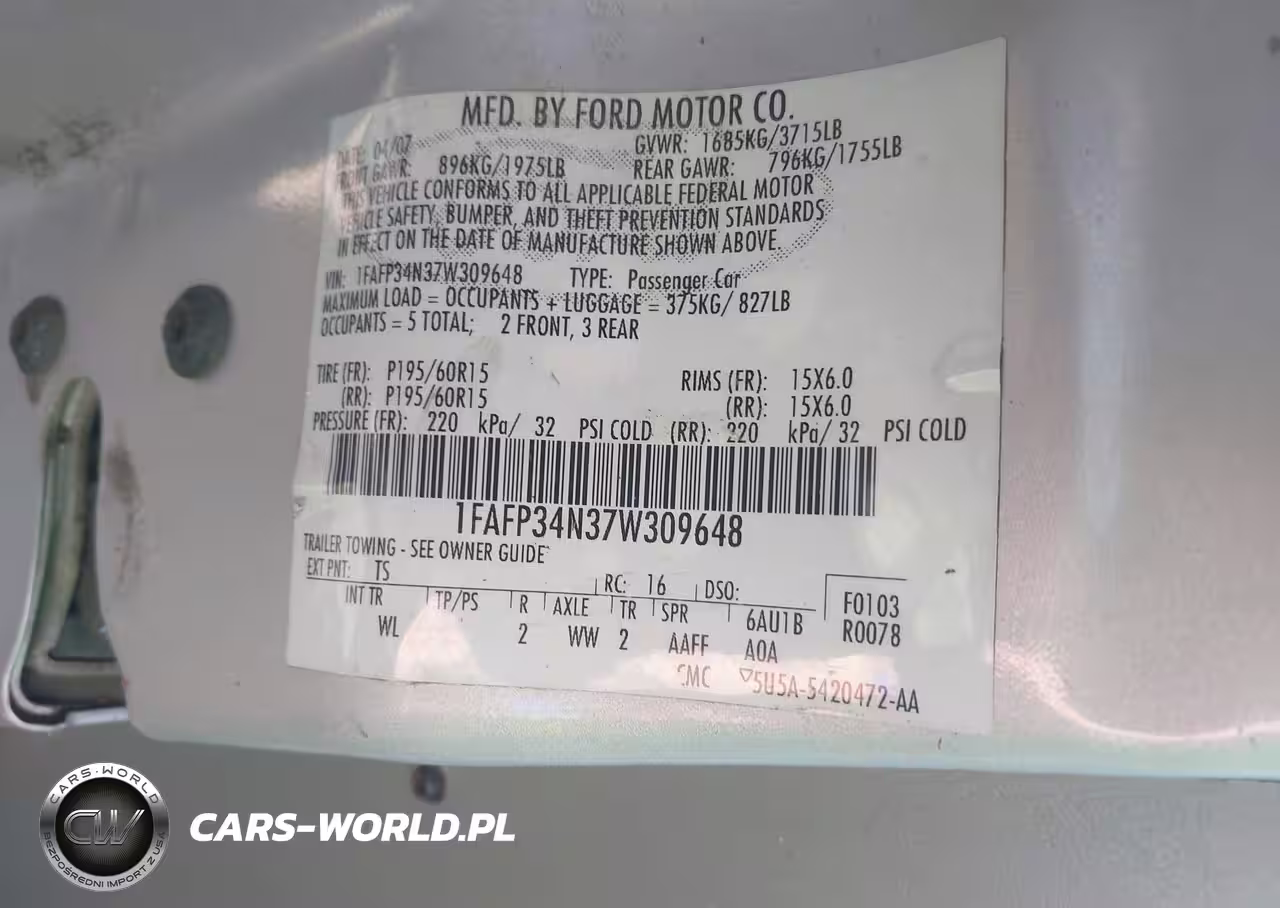 MFD. BY FORD MOTOR CO.
DATE: 04/07 GVWR: 1685KG/3715LB
FRONT GAWR: 896KG/1975LB REAR GAWR: 796KG/1755LB
THIS VEHICLE CONFORMS TO ALL APPLICABLE FEDERAL MOTOR
VEHICLE SAFETY, BUMPER, AND THEFT PREVENTION STANDARDS
IN EFFECT ON THE DATE OF MANUFACTURE SHOWN ABOVE.
VIN: 1FAFP34N37W309648 TYPE: Passenger Car
MAXIMUM LOAD = OCCUPANTS + LUGGAGE = 375KG/ 827LB
OCCUPANTS = 5 TOTAL; 2 FRONT, 3 REAR
TIRE (FR): P195/60R15 RIMS (FR): 15X6.0
(RR): P195/60R15 (RR): 15X6.0
PRESSURE (FR): 220 kPa/ 32 PSI COLD (RR): 220 kPa/ 32 PSI COLD
1FAFP34N37W309648
TRAILER TOWING - SEE OWNER GUIDE
EXT PNT: TS RC: 16 DSO: F0103
INT TR TP/PS R AXLE TR SPR 6AU1B R0078
WL 2 WW 2 AAFF A0A
5U5A-5420472-AA
CARS-WORLD
CW
BEZPOŚREDNI IMPORT Z USA
CARS-WORLD.PL